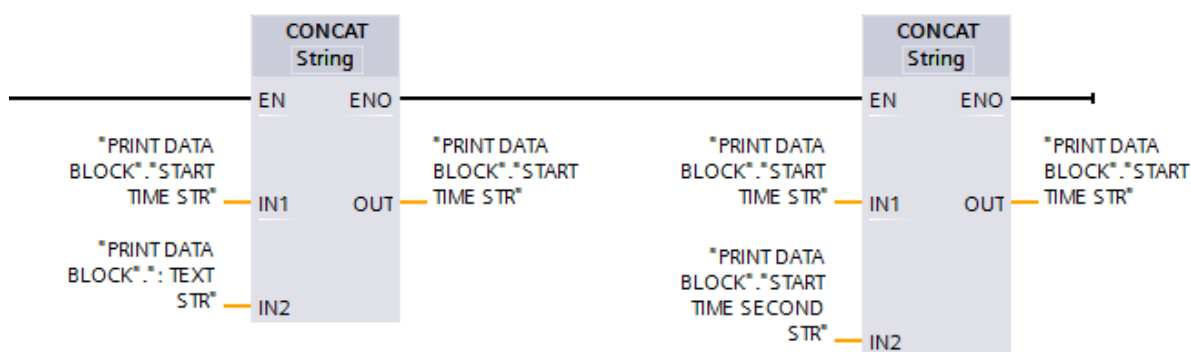 CONCAT
String
EN ENO
"PRINT DATA
BLOCK"."START
TIME STR"
IN1
OUT
"PRINT DATA
BLOCK"."START
TIME STR"
"PRINT DATA
BLOCK".": TEXT
STR"
IN2
CONCAT
String
EN ENO
"PRINT DATA
BLOCK"."START
TIME STR"
IN1
OUT
"PRINT DATA
BLOCK"."START
TIME STR"
"PRINT DATA
BLOCK"."START
TIME SECOND
STR"
IN2